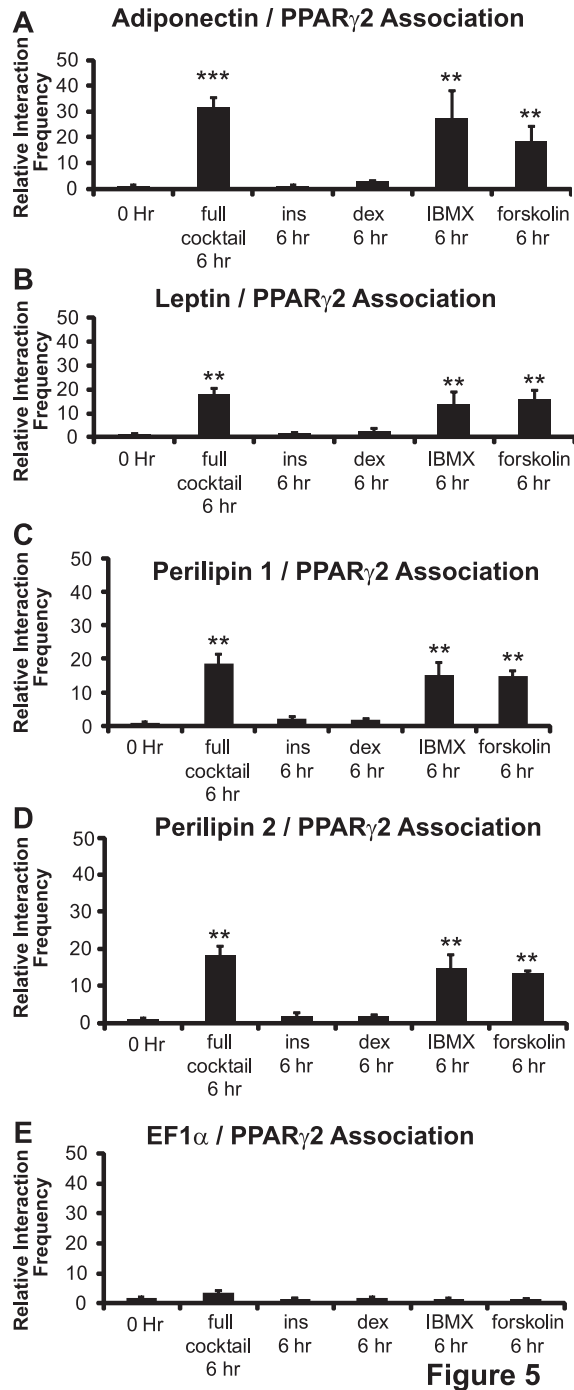 A
Adiponectin / PPARγ2 Association
Relative Interaction
Frequency
50
40
30
20
10
0
***
**
**
0 Hr
full
cocktail
6 hr
ins
6 hr
dex
6 hr
IBMX
6 hr
forskolin
6 hr
B
Leptin / PPARγ2 Association
Relative Interaction
Frequency
50
40
30
20
10
0
**
**
**
0 Hr
full
cocktail
6 hr
ins
6 hr
dex
6 hr
IBMX
6 hr
forskolin
6 hr
C
Perilipin 1 / PPARγ2 Association
Relative Interaction
Frequency
50
40
30
20
10
0
**
**
**
0 Hr
full
cocktail
6 hr
ins
6 hr
dex
6 hr
IBMX
6 hr
forskolin
6 hr
D
Perilipin 2 / PPARγ2 Association
Relative Interaction
Frequency
50
40
30
20
10
0
**
**
**
0 Hr
full
cocktail
6 hr
ins
6 hr
dex
6 hr
IBMX
6 hr
forskolin
6 hr
E
EF1α / PPARγ2 Association
Relative Interaction
Frequency
50
40
30
20
10
0
0 Hr
full
cocktail
6 hr
ins
6 hr
dex
6 hr
IBMX
6 hr
forskolin
6 hr
Figure 5